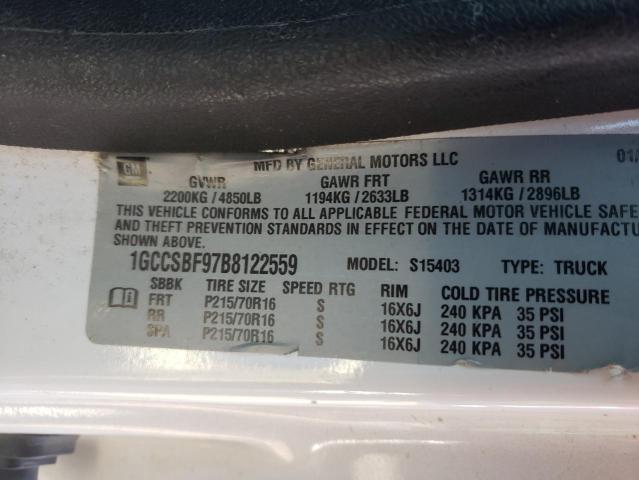 GM MFD BY GENERAL MOTORS LLC 01/
GVWR GAWR FRT GAWR RR
2200KG / 4850LB 1194KG / 2633LB 1314KG / 2896LB
THIS VEHICLE CONFORMS TO ALL APPLICABLE FEDERAL MOTOR VEHICLE SAFE
AND THEFT PREVENTION STANDARDS IN EFFECT ON THE DATE OF MANUFACTU
SHOWN ABOVE.
1GCCSBF97B8122559 MODEL: S15403 TYPE: TRUCK
SBBK TIRE SIZE SPEED RTG RIM COLD TIRE PRESSURE
FRT P215/70R16 S 16X6J 240 KPA 35 PSI
RR P215/70R16 S 16X6J 240 KPA 35 PSI
SPA P215/70R16 S 16X6J 240 KPA 35 PSI